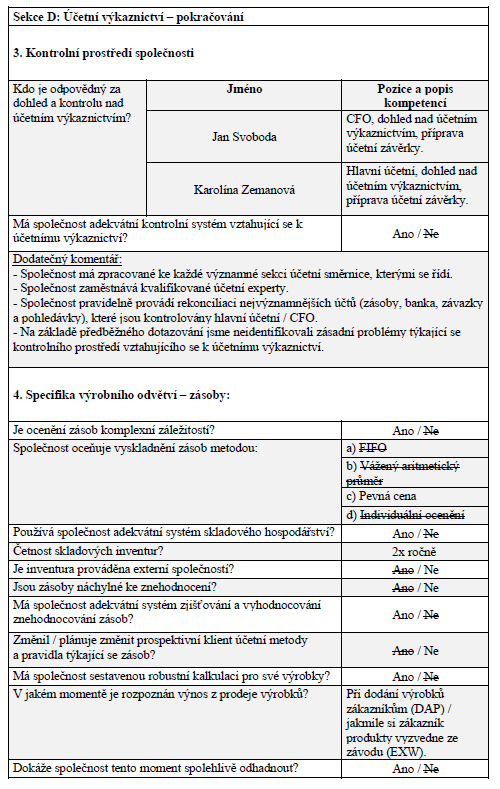 Sekce D: Účetní výkaznictví – pokračování
3. Kontrolní prostředí společnosti
Kdo je odpovědný za
dohled a kontrolu nad
účetním výkaznictvím?
Jméno
Pozice a popis
kompetencí
Jan Svoboda
CFO, dohled nad účetním
výkaznictvím, příprava
účetní závěrky.
Karolína Zemanová
Hlavní účetní, dohled nad
účetním výkaznictvím,
příprava účetní závěrky.
Má společnost adekvátní kontrolní systém vztahující se k
účetnímu výkaznictví?
Ano / Ne
Dodatečný komentář:
- Společnost má zpracované ke každé významné sekci účetní směrnice, kterými se řídí.
- Společnost zaměstnává kvalifikované účetní experty.
- Společnost pravidelně provádí rekonciliaci nejvýznamnějších účtů (zásoby, banka, závazky
a pohledávky), které jsou kontrolovány hlavní účetní / CFO.
- Na základě předběžného dotazování jsme neidentifikovali zásadní problémy týkající se
kontrolního prostředí vztahujícího se k účetnímu výkaznictví.
4. Specifika výrobního odvětví – zásoby:
Je ocenění zásob komplexní záležitostí?
Ano / Ne
Společnost oceňuje vyskladnění zásob metodou:
a) FIFO
b) Vážený aritmetický
průměr
c) Pevná cena
d) Individuální ocenění
Používá společnost adekvátní systém skladového hospodářství?
Ano / Ne
Četnost skladových inventur?
2x ročně
Je inventura prováděna externí společností?
Ano / Ne
Jsou zásoby náchylné ke znehodnocení?
Ano / Ne
Má společnost adekvátní systém zjišťování a vyhodnocování
znehodnocování zásob?
Ano / Ne
Změnil / plánuje změnit prospektivní klient účetní metody
a pravidla týkající se zásob?
Ano / Ne
Má společnost sestavenou robustní kalkulaci pro své výrobky?
Ano / Ne
V jakém momentě je rozpoznán výnos z prodeje výrobků?
Při dodání výrobků
zákazníkům (DAP) /
jakmile si zákazník
produkty vyzvedne ze
závodu (EXW).
Dokáže společnost tento moment spolehlivě odhadnout?
Ano / Ne